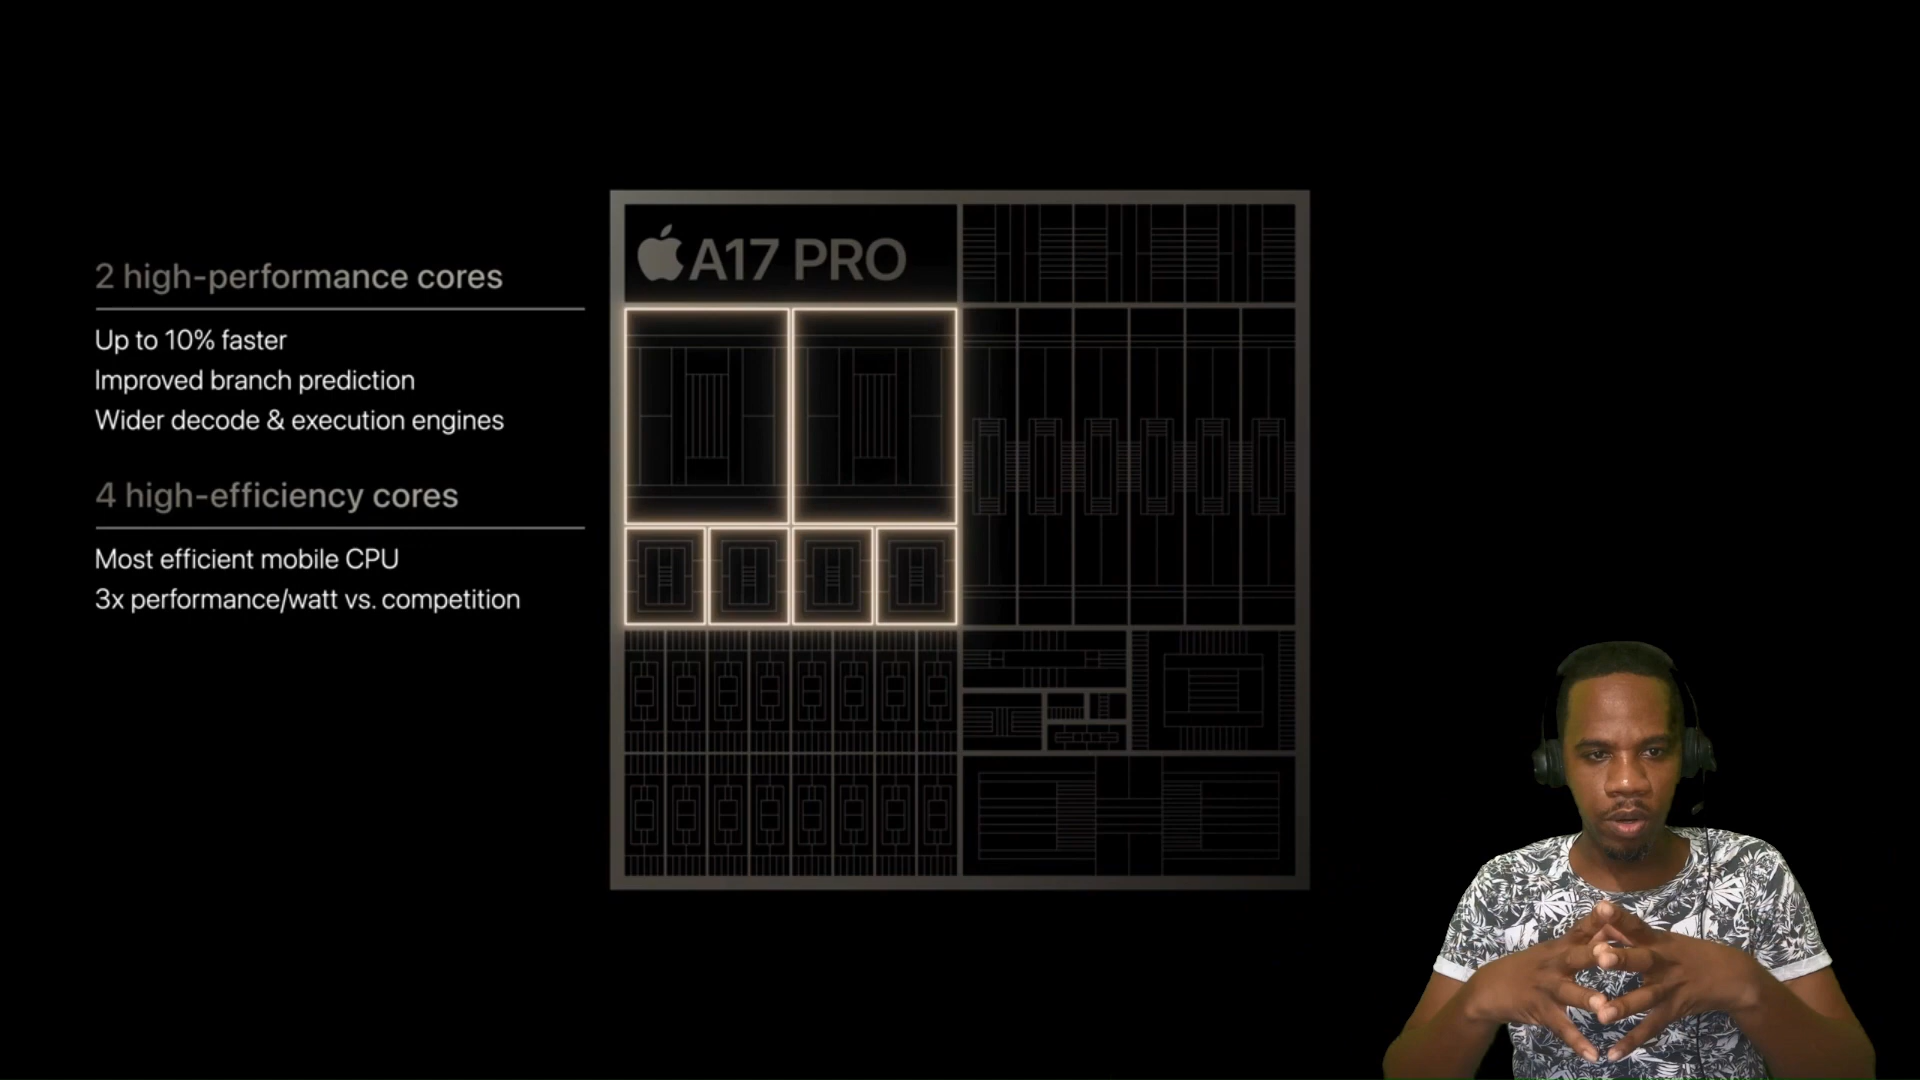 2 high-performance cores
Up to 10% faster
Improved branch prediction
Wider decode & execution engines
4 high-efficiency cores
Most efficient mobile CPU
3x performance/watt vs. competition
A17 PRO